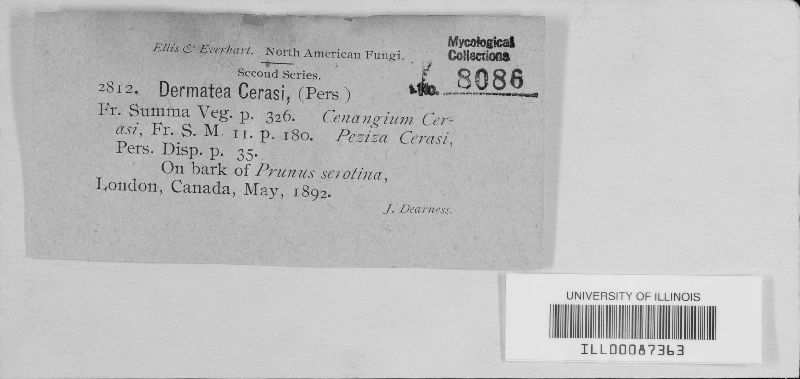 Ellis & Everhart. North American Fungi.
Second Series.
Mycological
Collections
No. 8086
2812. Dermatea Cerasi, (Pers )
Fr. Summa Veg. p. 326. Cenangium Cer-
asi, Fr. S. M. II. p. 180. Peziza Cerasi,
Pers. Disp. p. 35.
On bark of Prunus serotina,
London, Canada, May, 1892.
J. Dearness.
UNIVERSITY OF ILLINOIS
ILL00087363